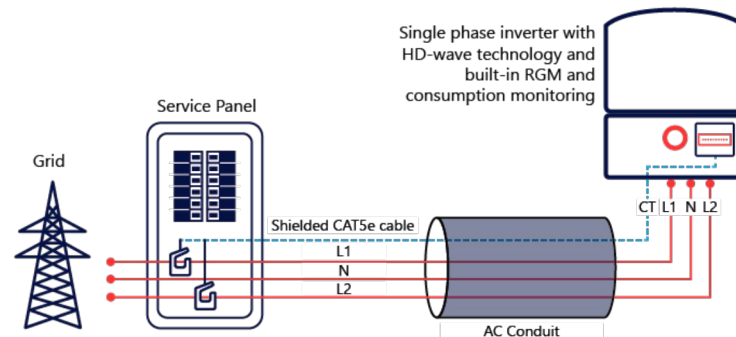 Single phase inverter with
HD-wave technology and
built-in RGM and
consumption monitoring
Service Panel
Grid
CT L1 N L2
Shielded CAT5e cable
L1
N
L2
AC Conduit